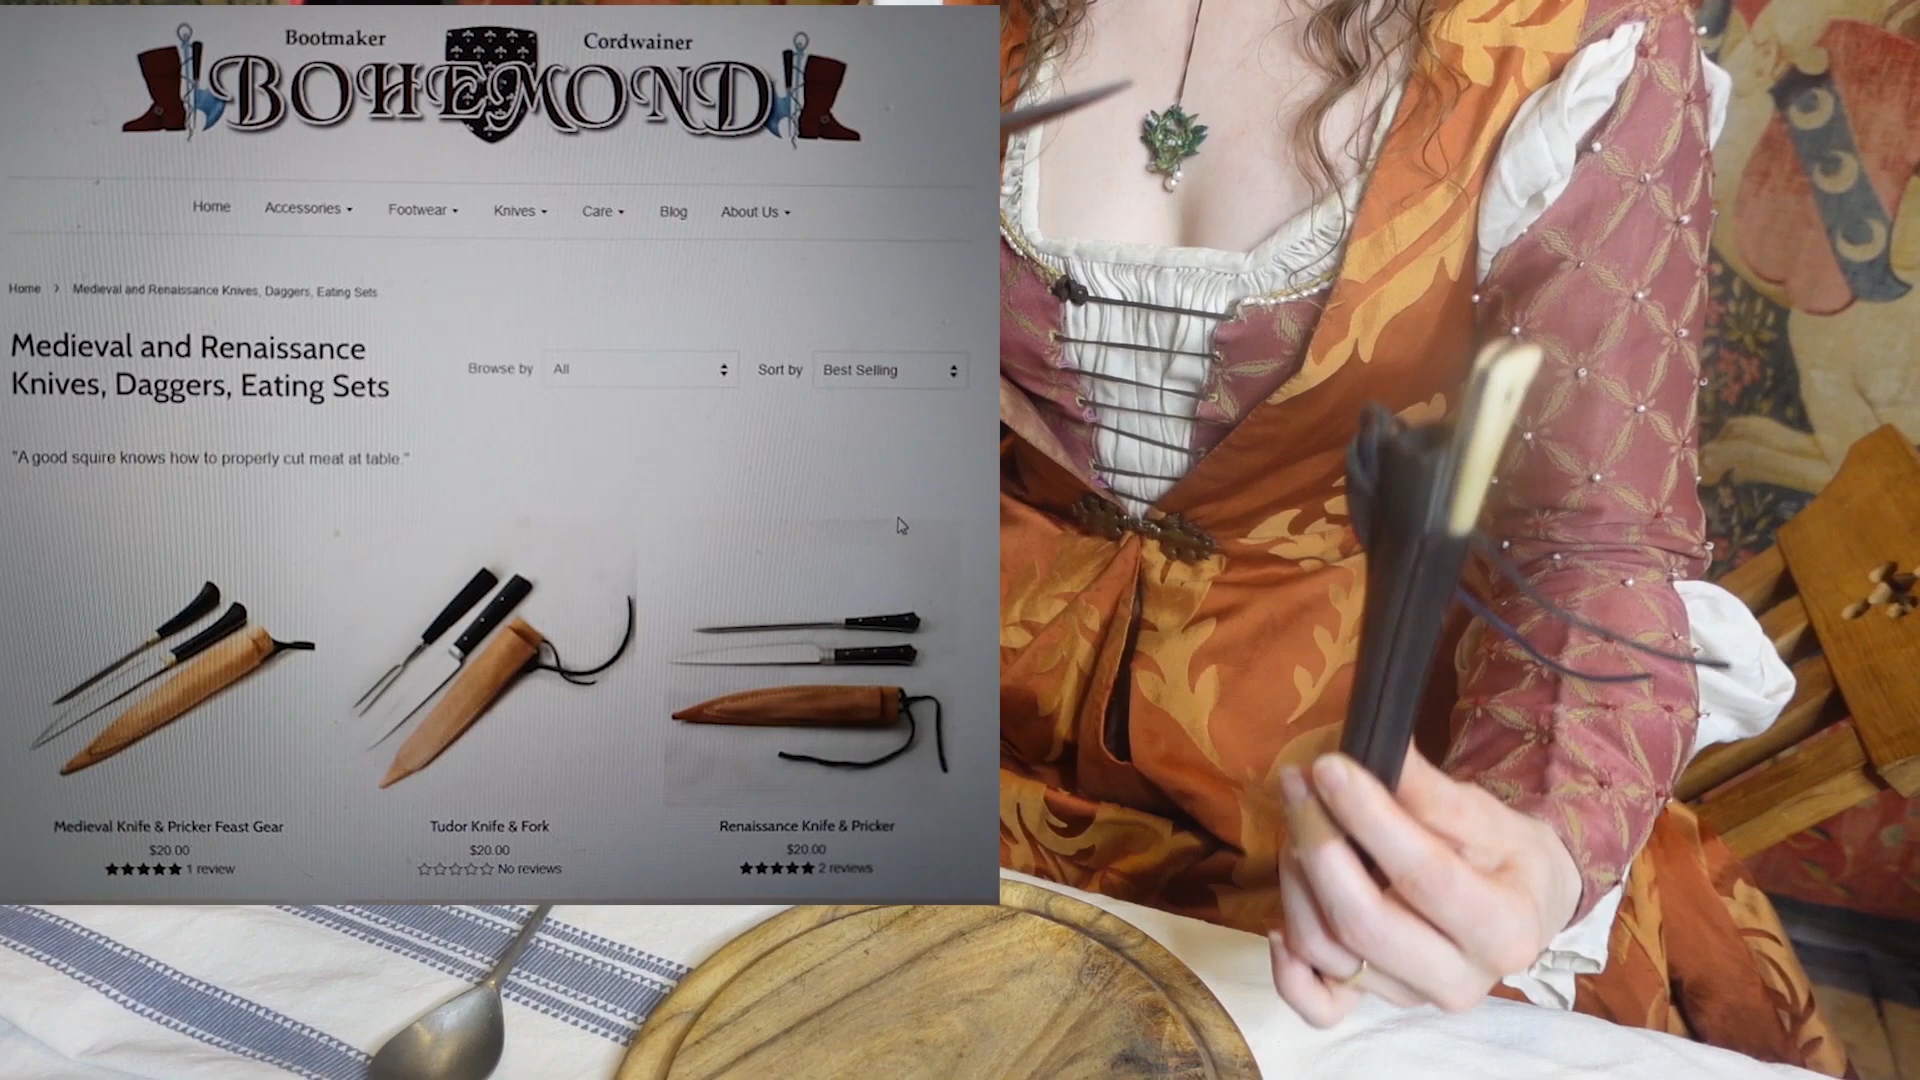 Bootmaker
Cordwainer
BOHEMOND
Home Accessories Footwear Knives Care Blog About Us
Home > Medieval and Renaissance Knives, Daggers, Eating Sets
Medieval and Renaissance
Knives, Daggers, Eating Sets
Browse by All Sort by Best Selling
"A good squire knows how to properly cut meat at table."
Medieval Knife & Pricker Feast Gear
$20.00
1 review
Tudor Knife & Fork
$20.00
No reviews
Renaissance Knife & Pricker
$20.00
2 reviews